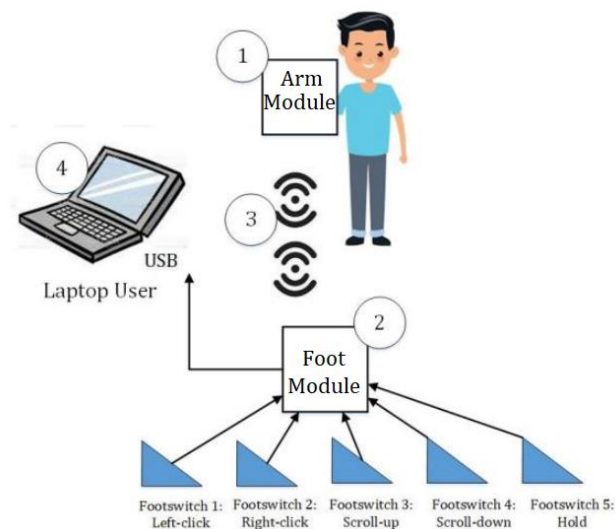 1
Arm
Module
4
3
USB
Laptop User
2
Foot
Module
Footswitch 1:
Left-click
Footswitch 2:
Right-click
Footswitch 3:
Scroll-up
Footswitch 4:
Scroll-down
Footswitch 5:
Hold